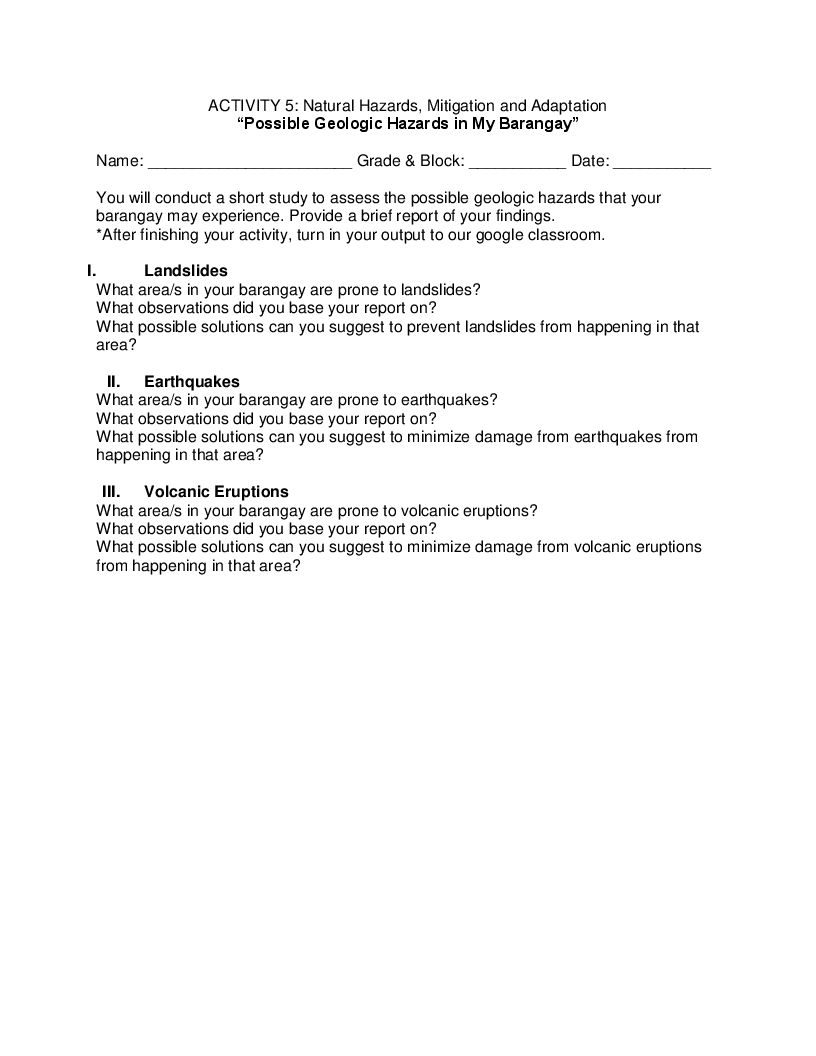 ACTIVITY 5: Natural Hazards, Mitigation and Adaptation
“Possible Geologic Hazards in My Barangay”
Name: _______________________ Grade & Block: ___________ Date: ___________
You will conduct a short study to assess the possible geologic hazards that your
barangay may experience. Provide a brief report of your findings.
*After finishing your activity, turn in your output to our google classroom.
I. Landslides
What area/s in your barangay are prone to landslides?
What observations did you base your report on?
What possible solutions can you suggest to prevent landslides from happening in that
area?
II. Earthquakes
What area/s in your barangay are prone to earthquakes?
What observations did you base your report on?
What possible solutions can you suggest to minimize damage from earthquakes from
happening in that area?
III. Volcanic Eruptions
What area/s in your barangay are prone to volcanic eruptions?
What observations did you base your report on?
What possible solutions can you suggest to minimize damage from volcanic eruptions
from happening in that area?